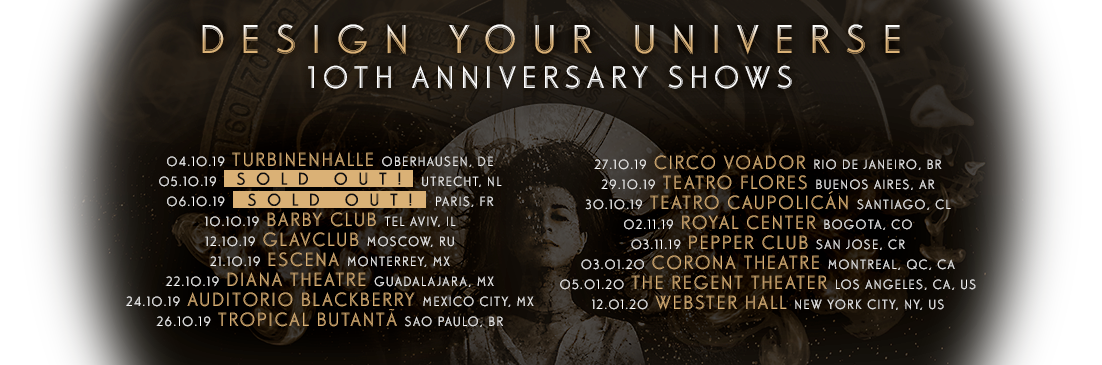 DESIGN YOUR UNIVERSE
10TH ANNIVERSARY SHOWS
04.10.19 TURBINENHALLE OBERHAUSEN, DE
05.10.19 SOLD OUT! UTRECHT, NL
06.10.19 SOLD OUT! PARIS, FR
10.10.19 BARBY CLUB TEL AVIV, IL
12.10.19 GLAVCLUB MOSCOW, RU
21.10.19 ESCENA MONTERREY, MX
22.10.19 DIANA THEATRE GUADALAJARA, MX
24.10.19 AUDITORIO BLACKBERRY MEXICO CITY, MX
26.10.19 TROPICAL BUTANTÃ SAO PAULO, BR
27.10.19 CIRCO VOADOR RIO DE JANEIRO, BR
29.10.19 TEATRO FLORES BUENOS AIRES, AR
30.10.19 TEATRO CAUPOLICÁN SANTIAGO, CL
02.11.19 ROYAL CENTER BOGOTA, CO
03.11.19 PEPPER CLUB SAN JOSE, CR
03.01.20 CORONA THEATRE MONTREAL, QC, CA
05.01.20 THE REGENT THEATER LOS ANGELES, CA, US
12.01.20 WEBSTER HALL NEW YORK CITY, NY, US